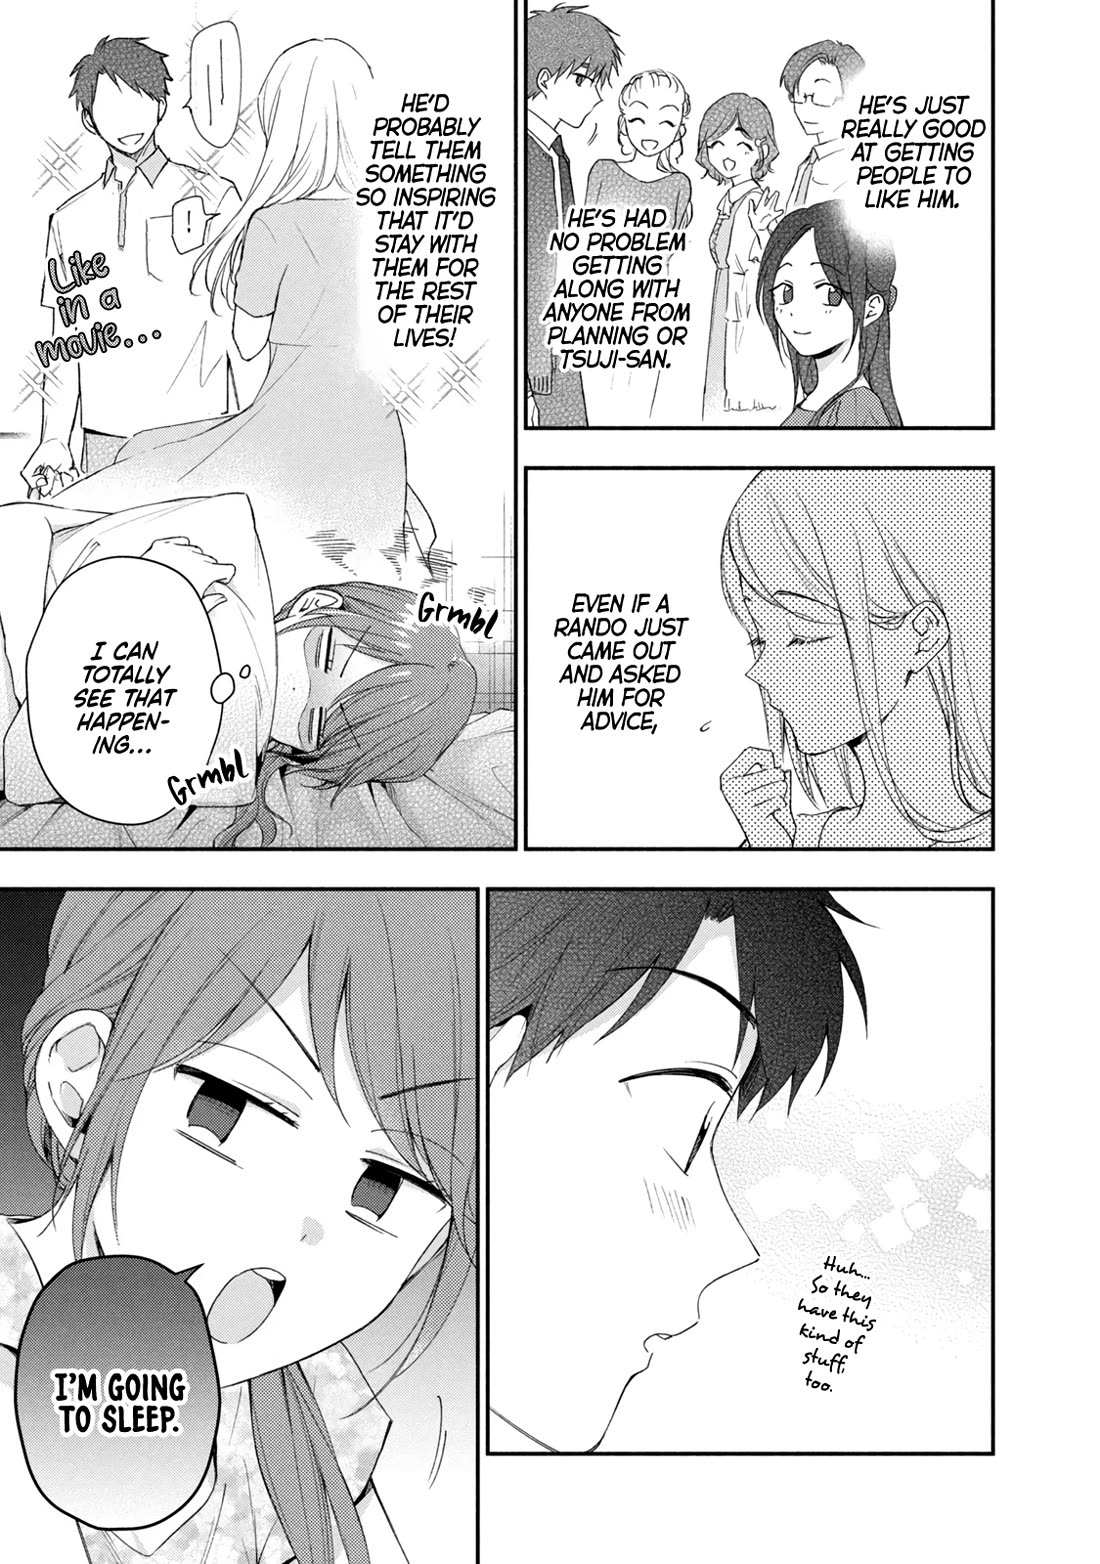 HE'S JUST
REALLY GOOD
AT GETTING
PEOPLE TO
LIKE HIM.
HE'S HAD
NO PROBLEM
GETTING
ALONG WITH
ANYONE FROM
PLANNING OR
TSUJI-SAN.
EVEN IF A
RANDO JUST
CAME OUT
AND ASKED
HIM FOR
ADVICE,
HE'D
PROBABLY
TELL THEM
SOMETHING
SO INSPIRING
THAT IT'D
STAY WITH
THEM FOR
THE REST
OF THEIR
LIVES!
!
Like
in a
movie...
Grmbl
I CAN
TOTALLY
SEE THAT
HAPPEN-
ING...
Grmbl
Huh...
So they
have this
kind of
stuff,
too.
I'M GOING
TO SLEEP.